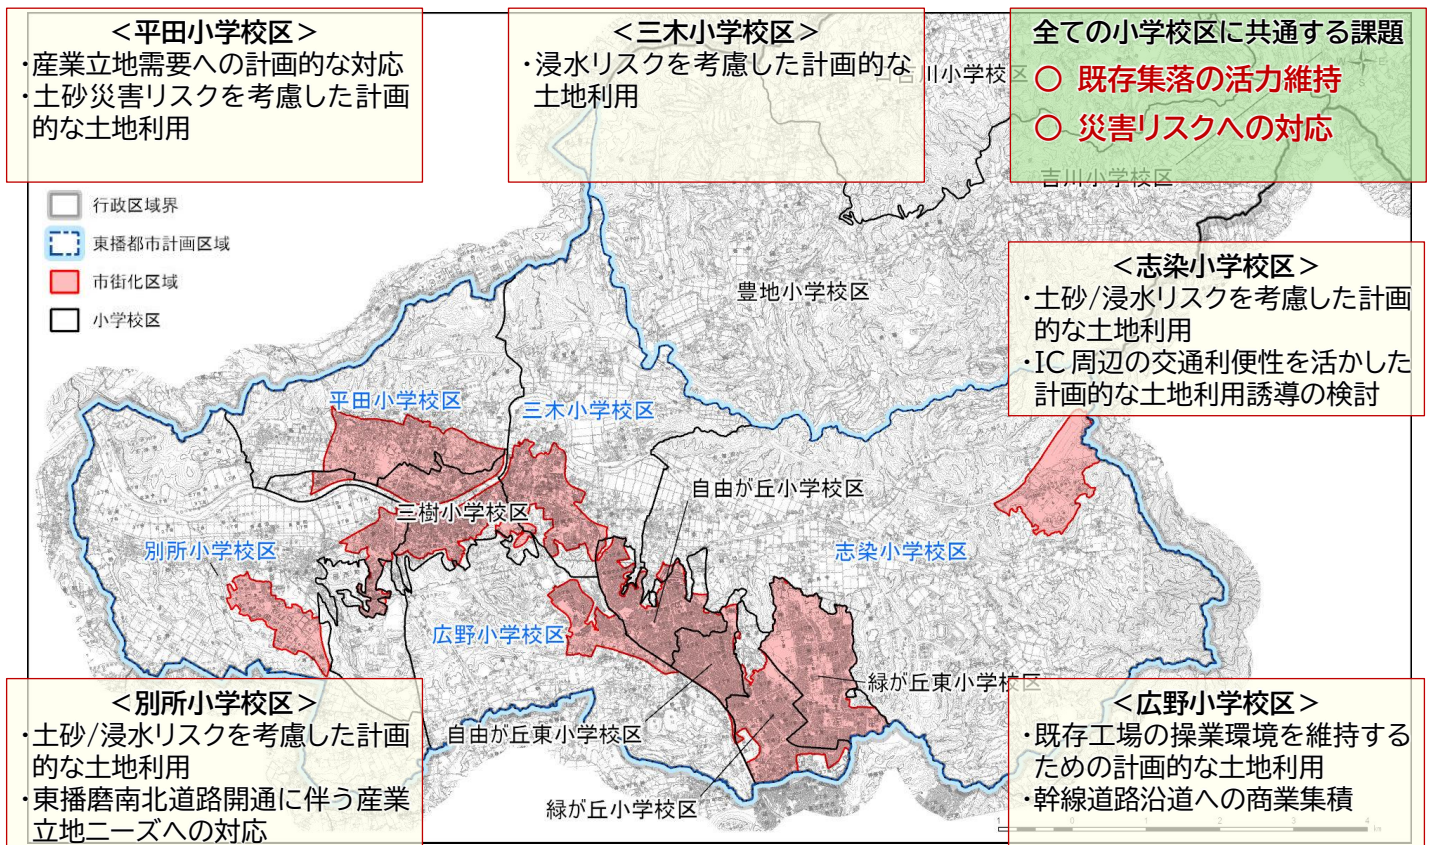 ＜平田小学校区＞
・産業立地需要への計画的な対応
・土砂災害リスクを考慮した計画
的な土地利用
＜三木小学校区＞
・浸水リスクを考慮した計画的な
土地利用
全ての小学校区に共通する課題
○ 既存集落の活力維持
○ 災害リスクへの対応
吉川小学校区
行政区域界
東播都市計画区域
市街化区域
小学校区
豊地小学校区
＜志染小学校区＞
・土砂/浸水リスクを考慮した計画
的な土地利用
・IC周辺の交通利便性を活かした
計画的な土地利用誘導の検討
平田小学校区
三木小学校区
自由が丘小学校区
三樹小学校区
別所小学校区
志染小学校区
広野小学校区
緑が丘東小学校区
自由が丘東小学校区
緑が丘小学校区
＜別所小学校区＞
・土砂/浸水リスクを考慮した計画
的な土地利用
・東播磨南北道路開通に伴う産業
立地ニーズへの対応
＜広野小学校区＞
・既存工場の操業環境を維持する
ための計画的な土地利用
・幹線道路沿道への商業集積
1 0 1 2 3 4
km